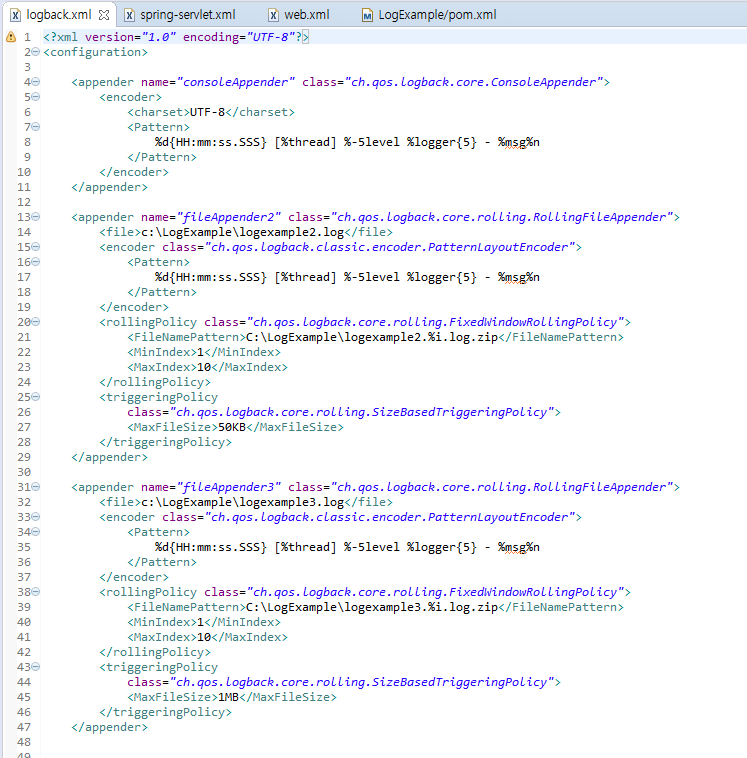 logback.xml spring-servlet.xml web.xml LogExample/pom.xml
1 <?xml version="1.0" encoding="UTF-8"?>
2 <configuration>
3
4 <appender name="consoleAppender" class="ch.qos.logback.core.ConsoleAppender">
5 <encoder>
6 <charset>UTF-8</charset>
7 <Pattern>
8 %d{HH:mm:ss.SSS} [%thread] %-5level %logger{5} - %msg%n
9 </Pattern>
10 </encoder>
11 </appender>
12
13 <appender name="fileAppender2" class="ch.qos.logback.core.rolling.RollingFileAppender">
14 <file>c:\LogExample\logexample2.log</file>
15 <encoder class="ch.qos.logback.classic.encoder.PatternLayoutEncoder">
16 <Pattern>
17 %d{HH:mm:ss.SSS} [%thread] %-5level %logger{5} - %msg%n
18 </Pattern>
19 </encoder>
20 <rollingPolicy class="ch.qos.logback.core.rolling.FixedWindowRollingPolicy">
21 <FileNamePattern>C:\LogExample\logexample2.%i.log.zip</FileNamePattern>
22 <MinIndex>1</MinIndex>
23 <MaxIndex>10</MaxIndex>
24 </rollingPolicy>
25 <triggeringPolicy
26 class="ch.qos.logback.core.rolling.SizeBasedTriggeringPolicy">
27 <MaxFileSize>50KB</MaxFileSize>
28 </triggeringPolicy>
29 </appender>
30
31 <appender name="fileAppender3" class="ch.qos.logback.core.rolling.RollingFileAppender">
32 <file>c:\LogExample\logexample3.log</file>
33 <encoder class="ch.qos.logback.classic.encoder.PatternLayoutEncoder">
34 <Pattern>
35 %d{HH:mm:ss.SSS} [%thread] %-5level %logger{5} - %msg%n
36 </Pattern>
37 </encoder>
38 <rollingPolicy class="ch.qos.logback.core.rolling.FixedWindowRollingPolicy">
39 <FileNamePattern>C:\LogExample\logexample3.%i.log.zip</FileNamePattern>
40 <MinIndex>1</MinIndex>
41 <MaxIndex>10</MaxIndex>
42 </rollingPolicy>
43 <triggeringPolicy
44 class="ch.qos.logback.core.rolling.SizeBasedTriggeringPolicy">
45 <MaxFileSize>1MB</MaxFileSize>
46 </triggeringPolicy>
47 </appender>
48
49